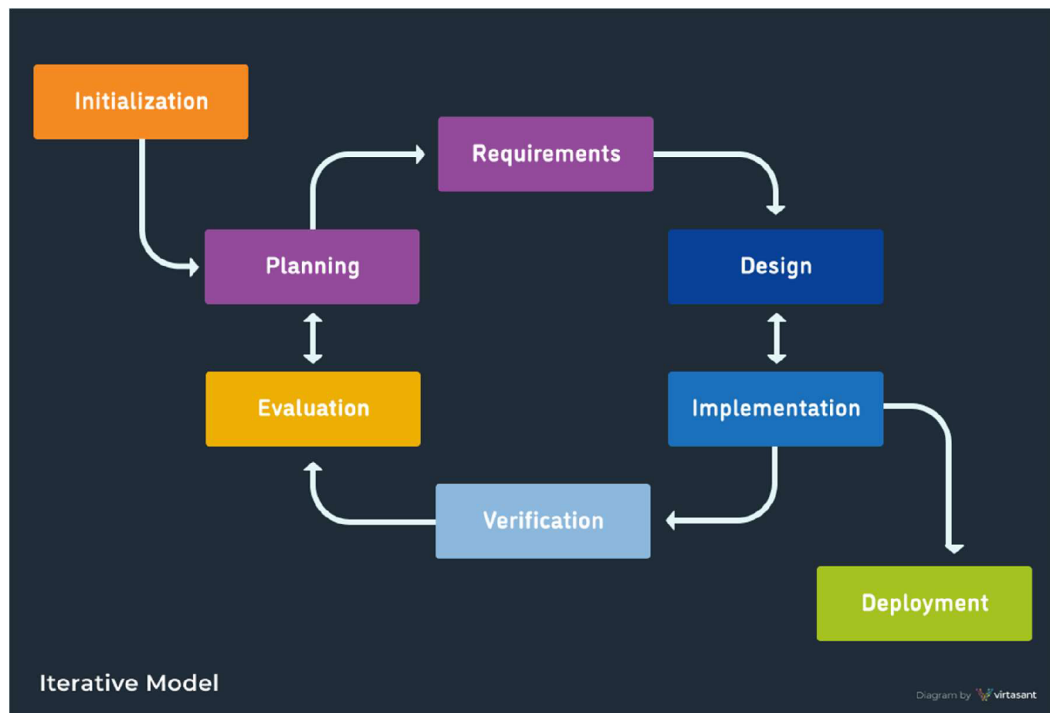 Initialization
Requirements
Planning
Design
Evaluation
Implementation
Verification
Deployment
Iterative Model
Diagram by virtasant